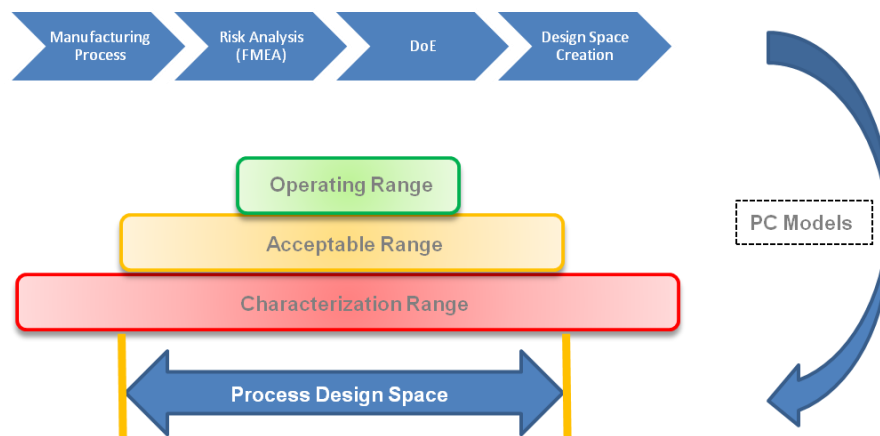 Manufacturing
Process
Risk Analysis
(FMEA)
DoE
Design Space
Creation
Operating Range
Acceptable Range
PC Models
Characterization Range
Process Design Space